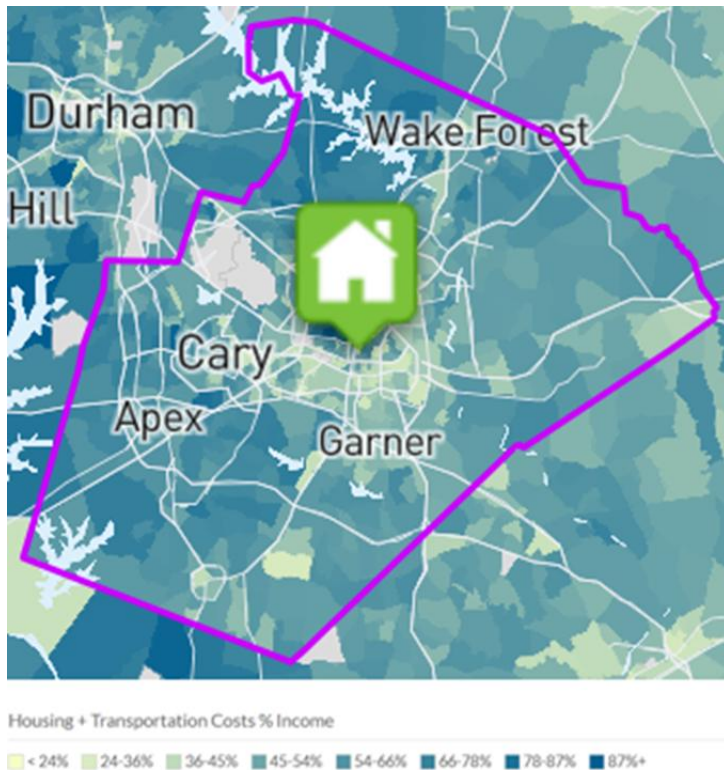 Durham
Wake Forest
Hill
Cary
Apex
Garner
Housing + Transportation Costs % Income
< 24% 24-36% 36-45% 45-54% 54-66% 66-78% 78-87% 87%+